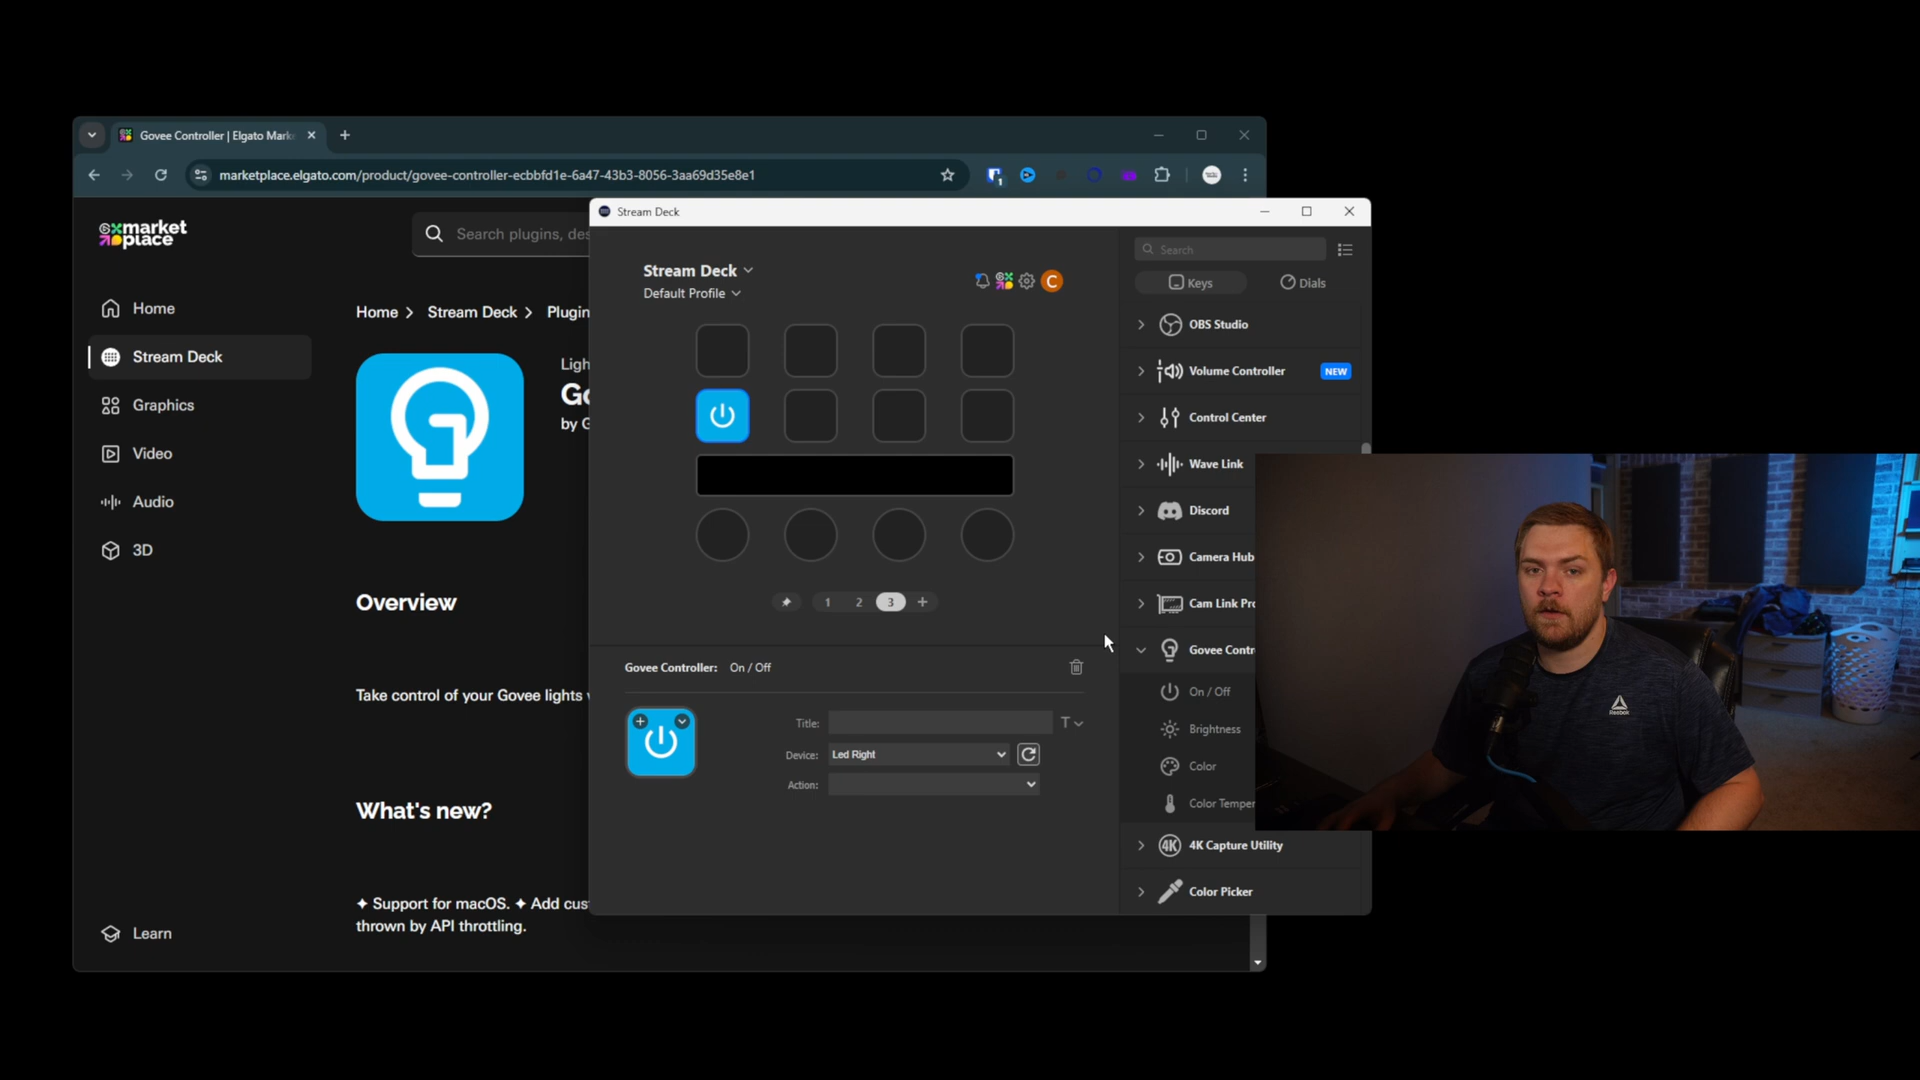 Govee Controller | Elgato Mark
marketplace.elgato.com/product/govee-controller-ecbbfd1e-6a47-43b3-8056-3aa69d35e8e1
market
place
Search plugins, des
Home
Stream Deck
Graphics
Video
Audio
3D
Learn
Home > Stream Deck > Plugin
Ligh
Go
by G
Overview
Take control of your Govee lights
What's new?
✦ Support for macOS. ✦ Add cus
thrown by API throttling.
Stream Deck
Stream Deck
Default Profile
C
1 2 3 +
Govee Controller: On / Off
Title:
T
Device: Led Right
Action:
Search
Keys Dials
OBS Studio
Volume Controller NEW
Control Center
Wave Link
Discord
Camera Hub
Cam Link Pro
Govee Contr
On / Off
Brightness
Color
Color Temper
4K 4K Capture Utility
Color Picker
Reebok